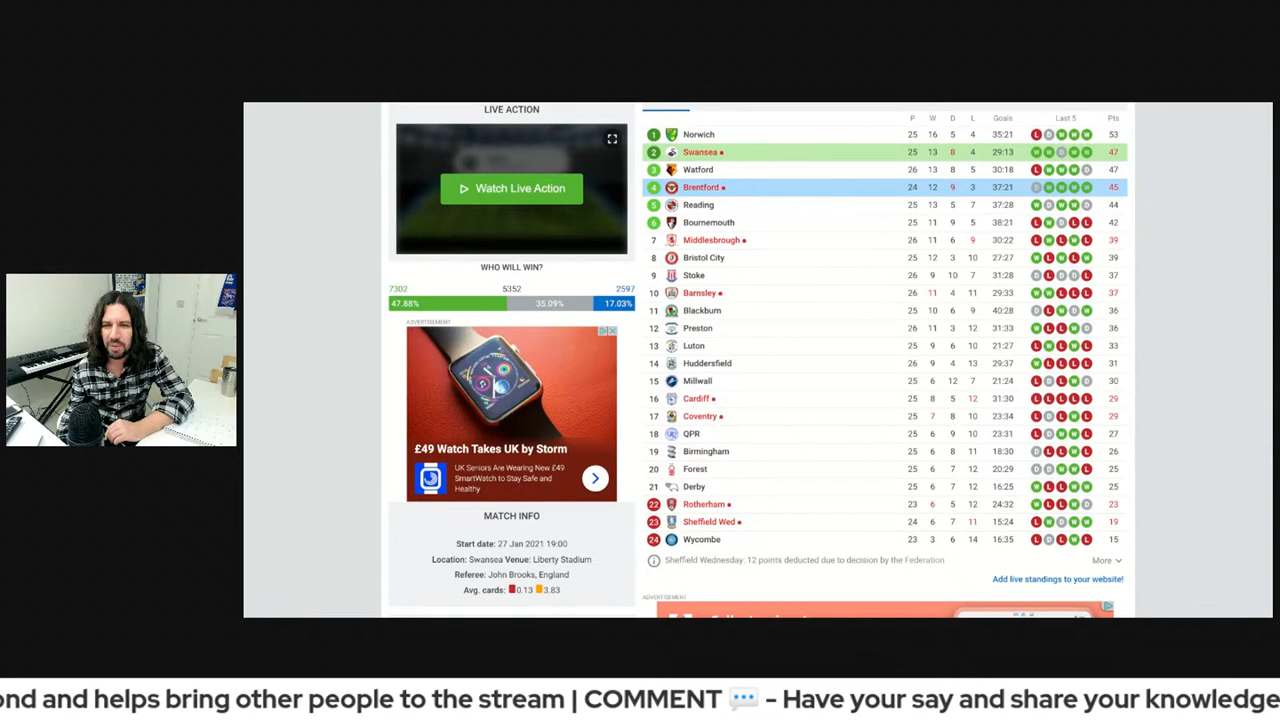 LIVE ACTION
Watch Live Action
WHO WILL WIN?
7302 5352 2597
47.88% 35.09% 17.03%
ADVERTISEMENT
£49 Watch Takes UK by Storm
UK Seniors Are Wearing New £49
SmartWatch to Stay Safe and
Healthy
MATCH INFO
Start date: 27 Jan 2021 19:00
Location: Swansea Venue: Liberty Stadium
Referee: John Brooks, England
Avg. cards: 0.13 3.83
P W D L Goals Last 5 Pts
1 Norwich 25 16 5 4 35:21 L D W W W 53
2 Swansea 25 13 8 4 29:13 W W D W W 47
3 Watford 26 13 8 5 30:18 L W W W D 47
4 Brentford 24 12 9 3 37:21 D W W W W 45
5 Reading 25 13 5 7 37:28 W D W W D 44
6 Bournemouth 25 11 9 5 38:21 L W D L L 42
7 Middlesbrough 26 11 6 9 30:22 L W L W L 39
8 Bristol City 25 12 3 10 27:27 W L W L W 39
9 Stoke 26 9 10 7 31:28 D L D D L 37
10 Barnsley 26 11 4 11 29:33 W W L L L 37
11 Blackburn 25 10 6 9 40:28 D L W D W 36
12 Preston 26 11 3 12 31:33 W L L W D 36
13 Luton 25 9 6 10 21:27 L W L W L 33
14 Huddersfield 26 9 4 13 29:37 W L L L L 31
15 Millwall 25 6 12 7 21:24 L D L W D 30
16 Cardiff 25 8 5 12 31:30 L L L L L 29
17 Coventry 25 7 8 10 23:34 L D L W L 29
18 QPR 25 6 9 10 23:31 L D W W L 27
19 Birmingham 25 6 8 11 18:30 D L L W L 26
20 Forest 25 6 7 12 20:29 D D W W L 25
21 Derby 25 6 7 12 16:25 W L L W W 25
22 Rotherham 23 6 5 12 24:32 W L L W D 23
23 Sheffield Wed 24 6 7 11 15:24 L W D W W 19
24 Wycombe 23 3 6 14 16:35 L D L W L 15
Sheffield Wednesday: 12 points deducted due to decision by the Federation
More
Add live standings to your website!
ADVERTISEMENT
ond and helps bring other people to the stream | COMMENT 💬 - Have your say and share your knowledge